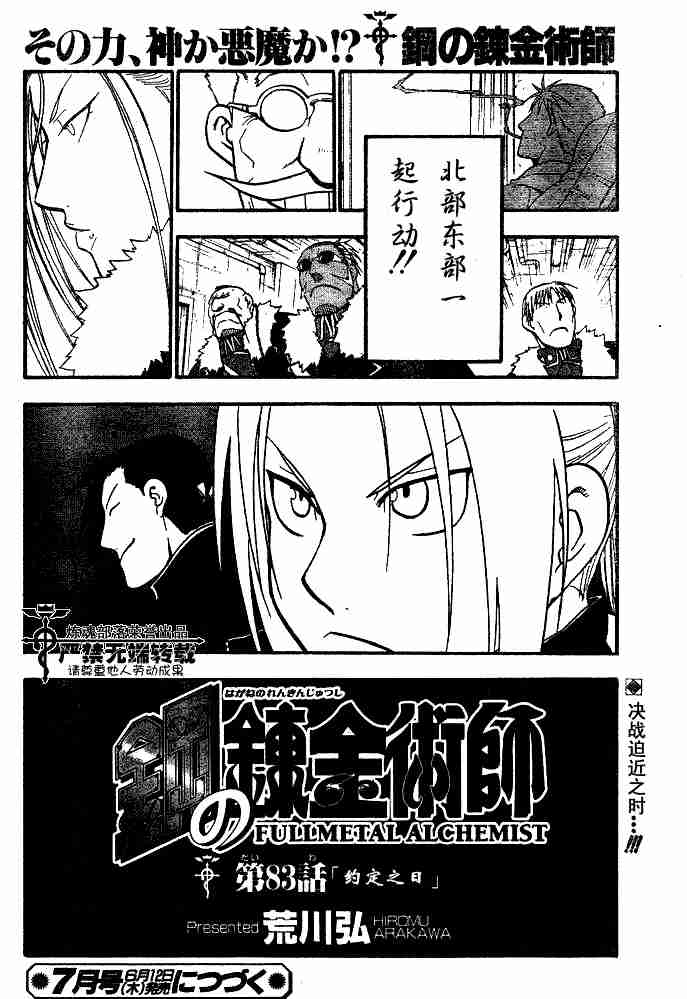 その力、神か悪魔か!? 鋼の錬金術師
北部东部一
起行动!!
炼魂部落荣誉出品
严禁无端转载
请尊重他人劳动成果
决战迫近之时…!!!
はがねのれんきんじゅつし
鋼の錬金術師
FULLMETAL ALCHEMIST
だい わ
第83話「约定之日」
Presented 荒川弘 HIROMU ARAKAWA
7月号6月12日(木)発売につづく